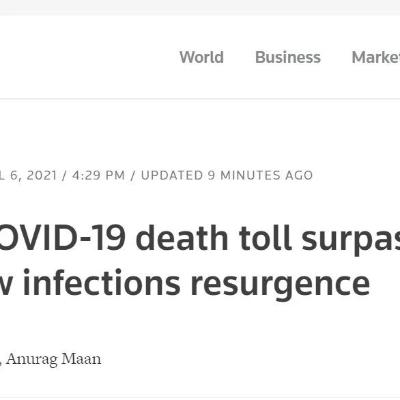 World Business Marke
L 6, 2021 / 4:29 PM / UPDATED 9 MINUTES AGO
OVID-19 death toll surpas
w infections resurgence
, Anurag Maan